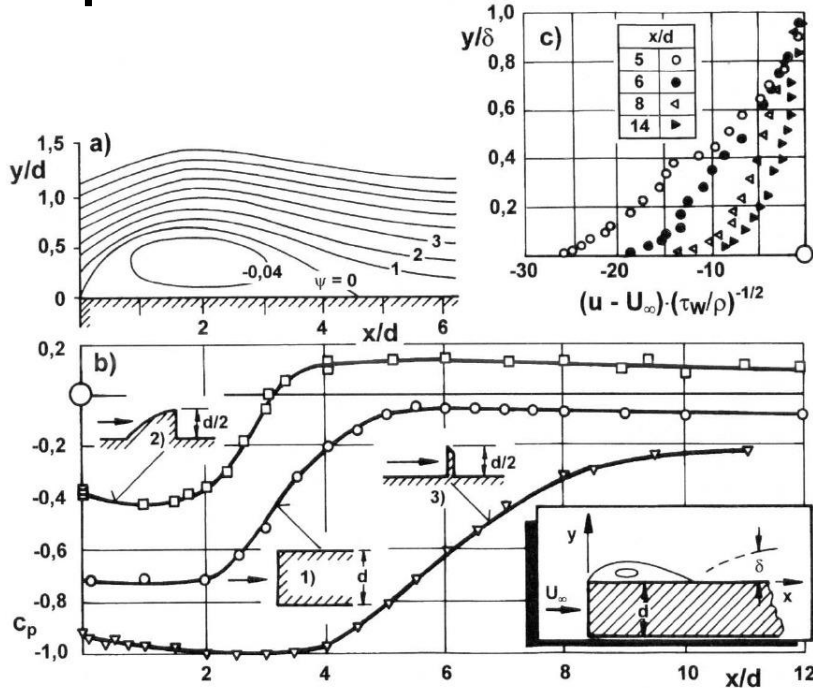 a)
y/d
1,5
1,0
0,5
0
3
2
1
-0,04
ψ = 0
2
4
6
x/d
c)
y/δ
1,0
0,8
0,6
0,4
0,2
x/d
5
6
8
14
-30
-20
-10
(u - U∞)·(τw/ρ)-1/2
b)
0,2
-0,2
-0,4
-0,6
-0,8
-1,0
cp
2)
d/2
1)
d
3)
d/2
y
δ
U∞
d
x
2
4
6
8
10
12
x/d